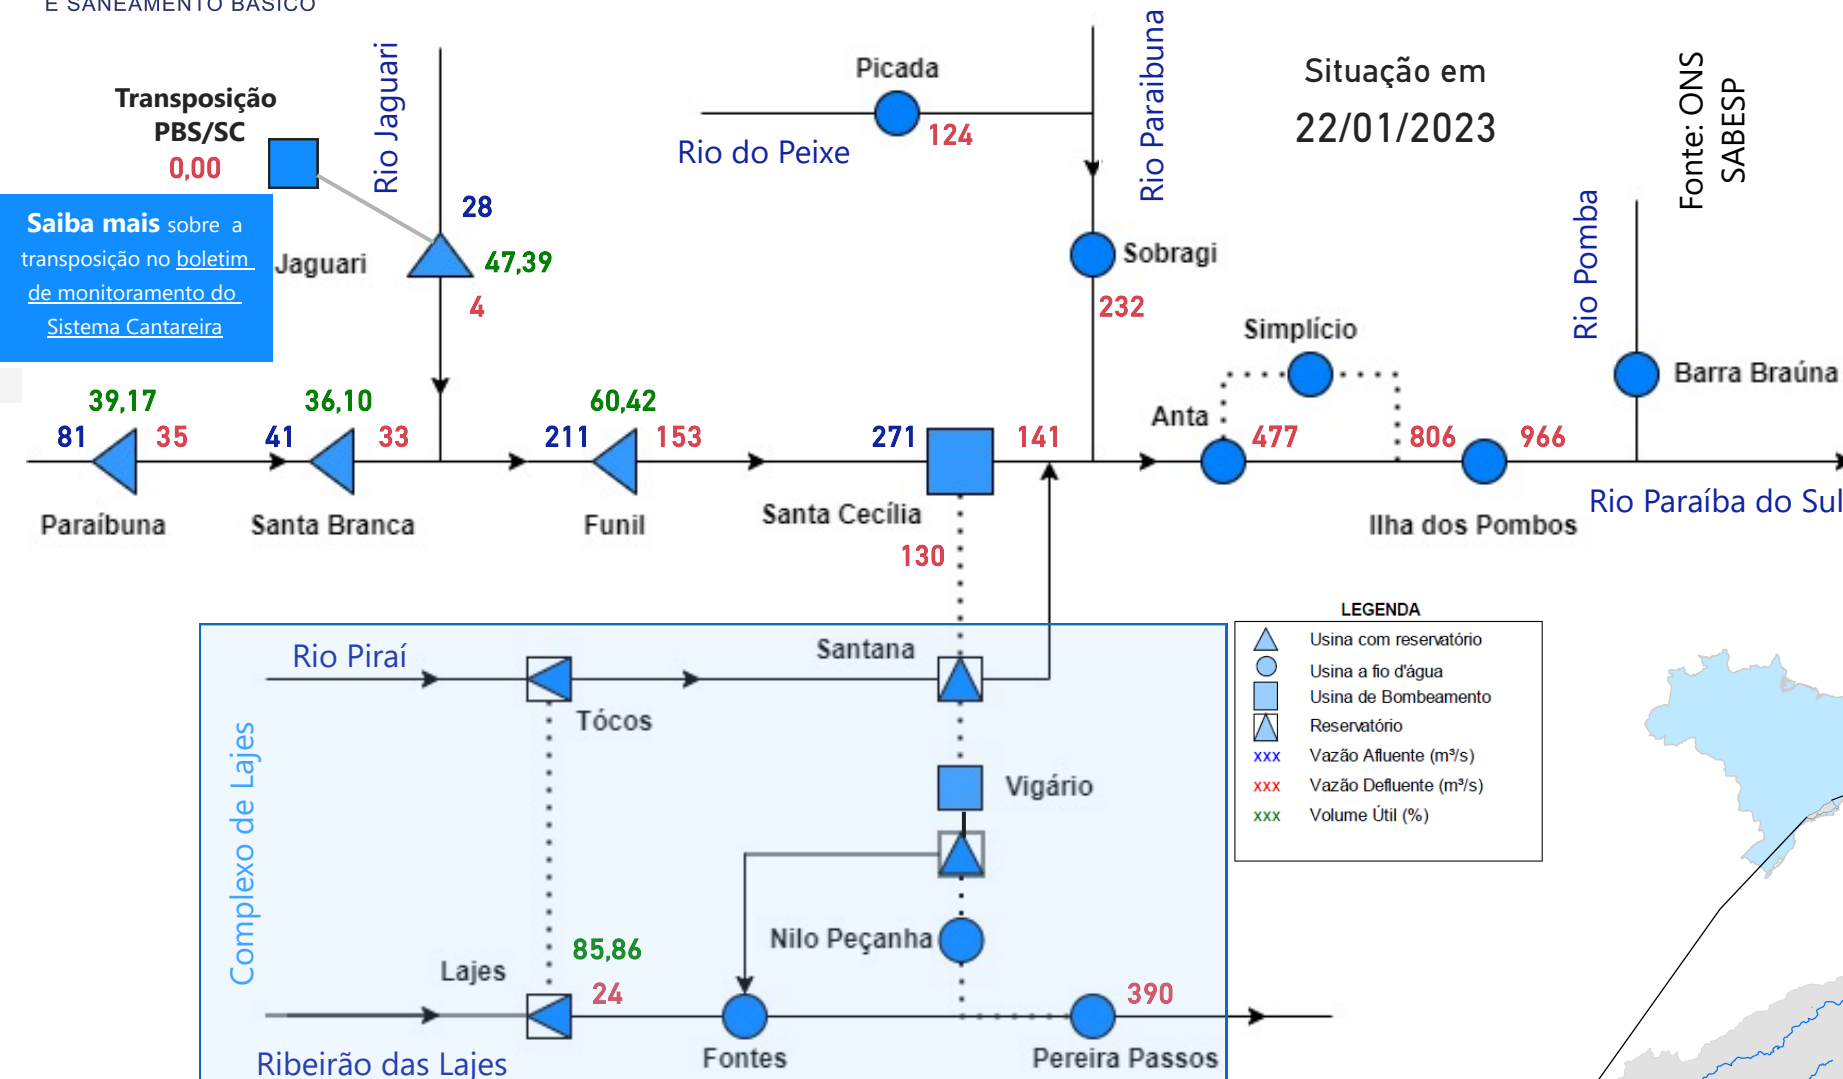 E SANEAMENTO BÁSICO
Transposição
PBS/SC
0,00
Rio Jaguari
Saiba mais sobre a
transposição no boletim
de monitoramento do
Sistema Cantareira
28
Jaguari
47,39
4
Picada
124
Rio do Peixe
Rio Paraibuna
Sobragi
232
Situação em
22/01/2023
Fonte: ONS
SABESP
Rio Pomba
Simplício
Barra Braúna
39,17
81
35
Paraíbuna
36,10
41
33
Santa Branca
60,42
211
153
Funil
271
141
Santa Cecília
130
Anta
477
806
966
Ilha dos Pombos
Rio Paraíba do Sul
Complexo de Lajes
Rio Piraí
Tócos
Santana
Vigário
Nilo Peçanha
85,86
Lajes
24
Fontes
390
Pereira Passos
Ribeirão das Lajes
LEGENDA
Usina com reservatório
Usina a fio d'água
Usina de Bombeamento
Reservatório
xxx Vazão Afluente (m³/s)
xxx Vazão Defluente (m³/s)
xxx Volume Útil (%)